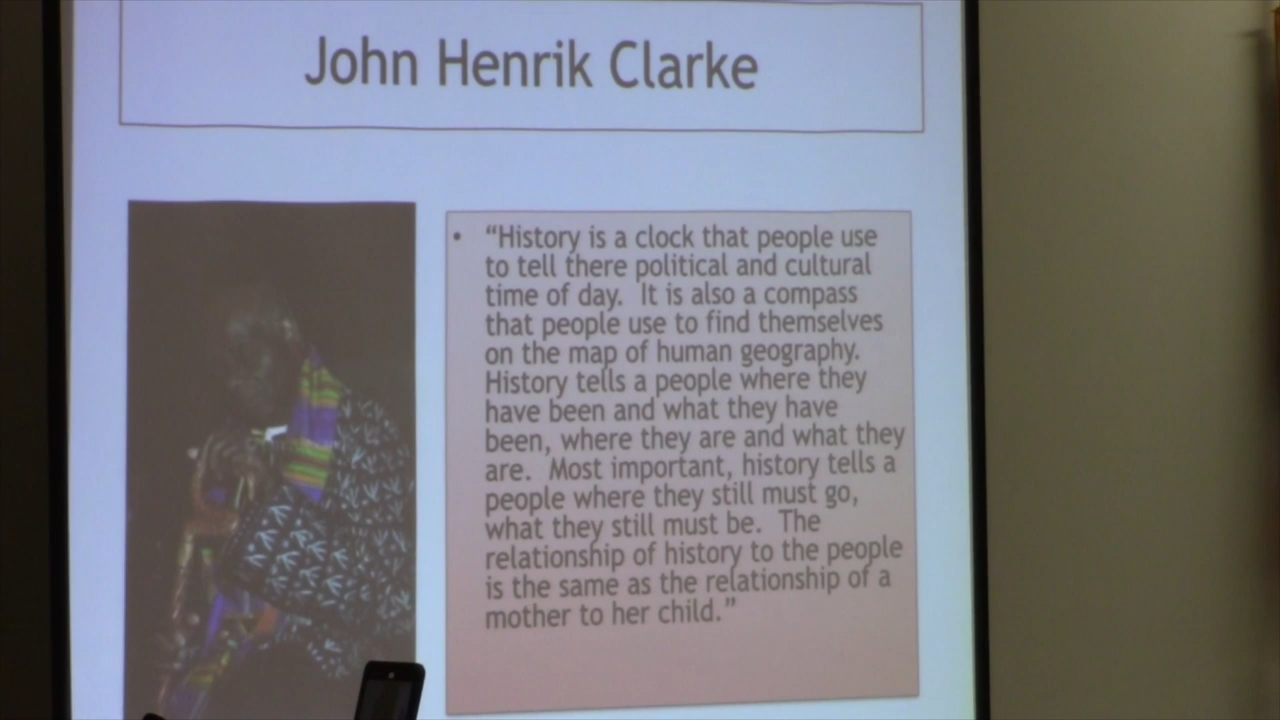 John Henrik Clarke
• “History is a clock that people use
to tell there political and cultural
time of day.  It is also a compass
that people use to find themselves
on the map of human geography.
History tells a people where they
have been and what they have
been, where they are and what they
are.  Most important, history tells a
people where they still must go,
what they still must be.  The
relationship of history to the people
is the same as the relationship of a
mother to her child.”